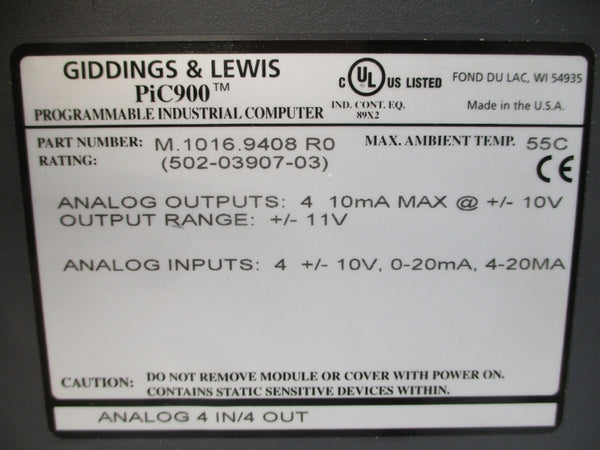 GIDDINGS & LEWIS
PiC900™
PROGRAMMABLE INDUSTRIAL COMPUTER
C UL US LISTED
IND. CONT. EQ.
89X2
FOND DU LAC, WI 54935
Made in the U.S.A.
PART NUMBER: M.1016.9408 R0
MAX. AMBIENT TEMP. 55C
RATING: (502-03907-03)
CE
ANALOG OUTPUTS: 4 10mA MAX @ +/- 10V
OUTPUT RANGE: +/- 11V
ANALOG INPUTS: 4 +/- 10V, 0-20mA, 4-20MA
CAUTION: DO NOT REMOVE MODULE OR COVER WITH POWER ON.
CONTAINS STATIC SENSITIVE DEVICES WITHIN.
ANALOG 4 IN/4 OUT